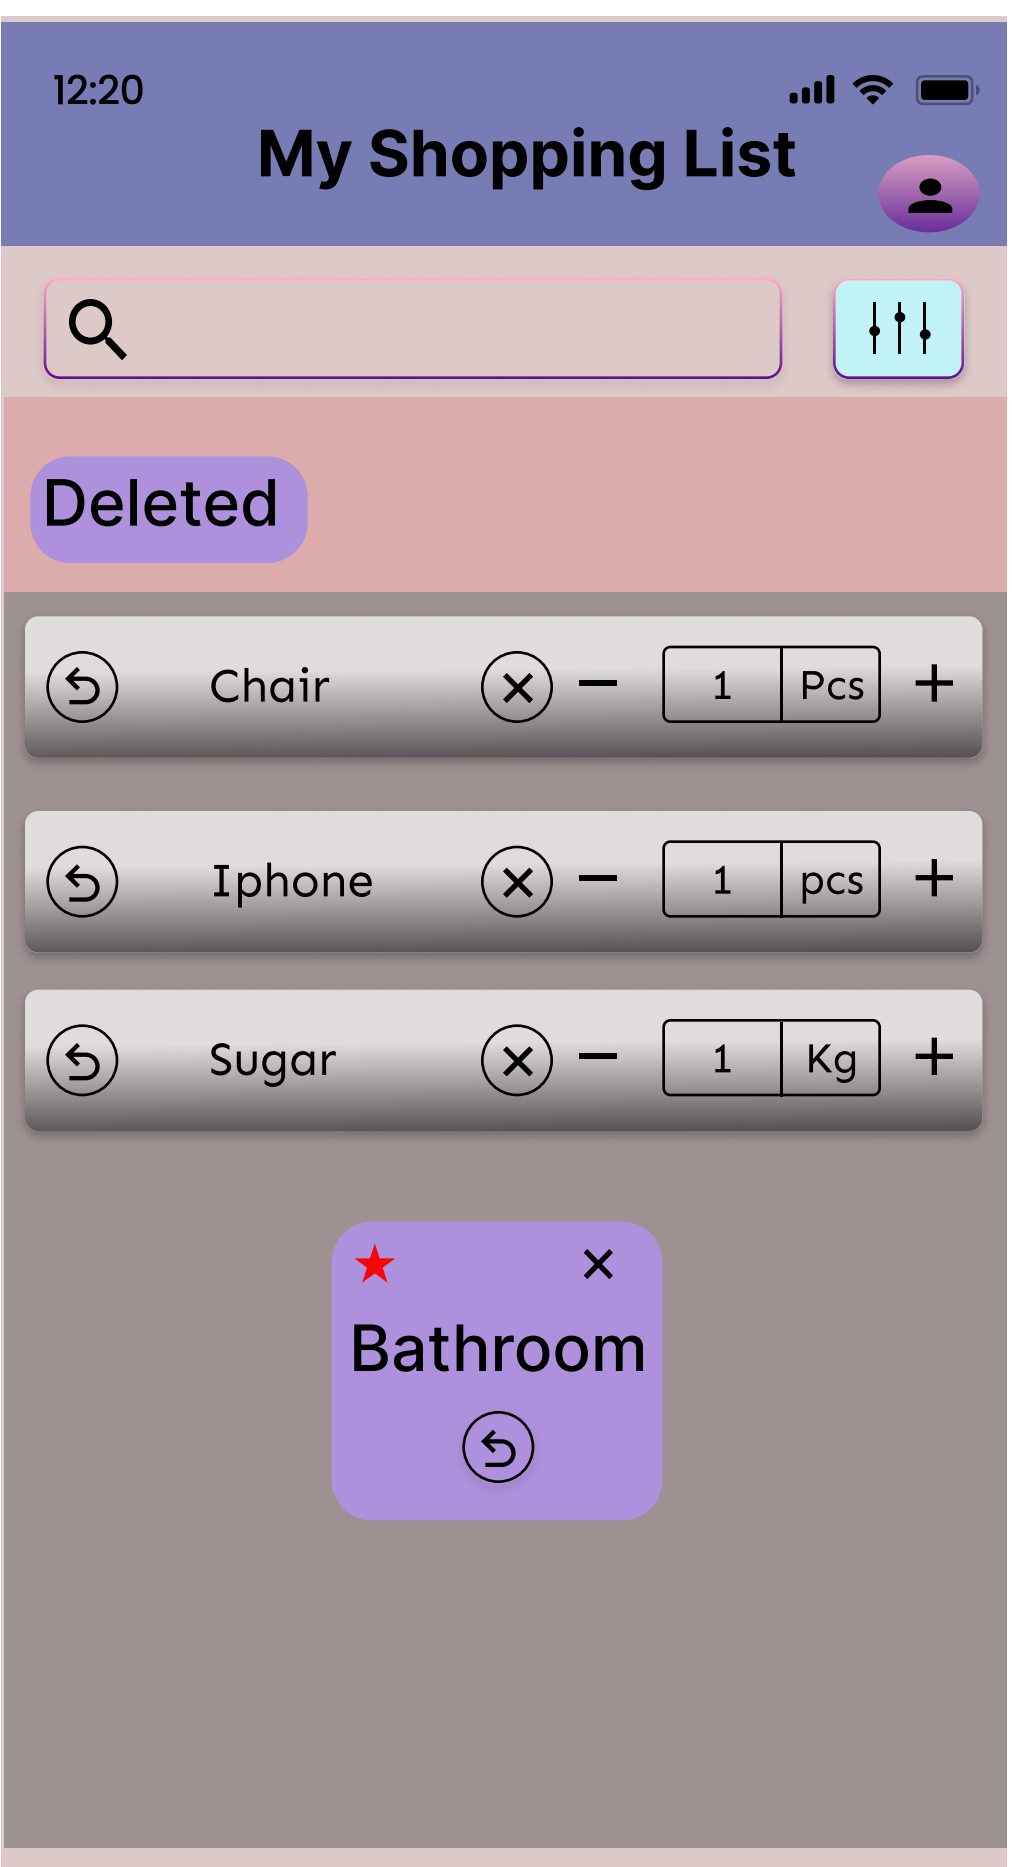 12:20
My Shopping List
Deleted
Chair 1 Pcs
Iphone 1 pcs
Sugar 1 Kg
Bathroom